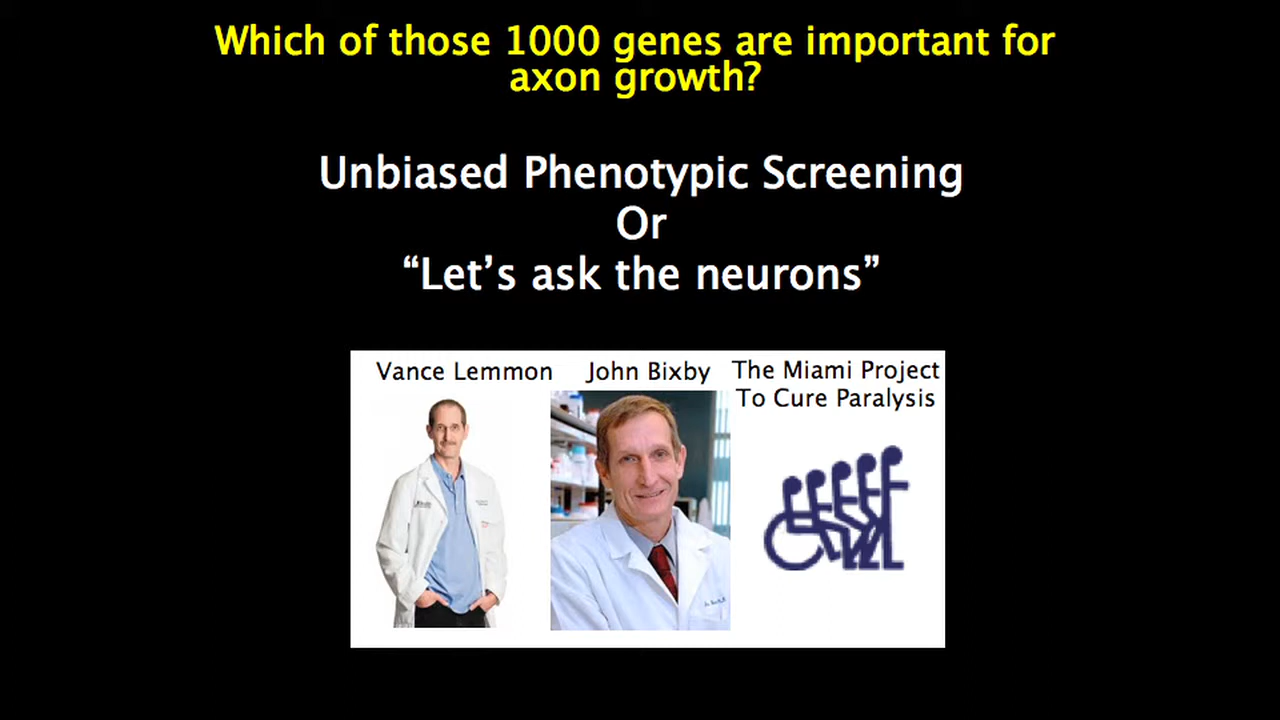 Which of those 1000 genes are important for
axon growth?
Unbiased Phenotypic Screening
Or
“Let’s ask the neurons”
Vance Lemmon
John Bixby
The Miami Project
To Cure Paralysis